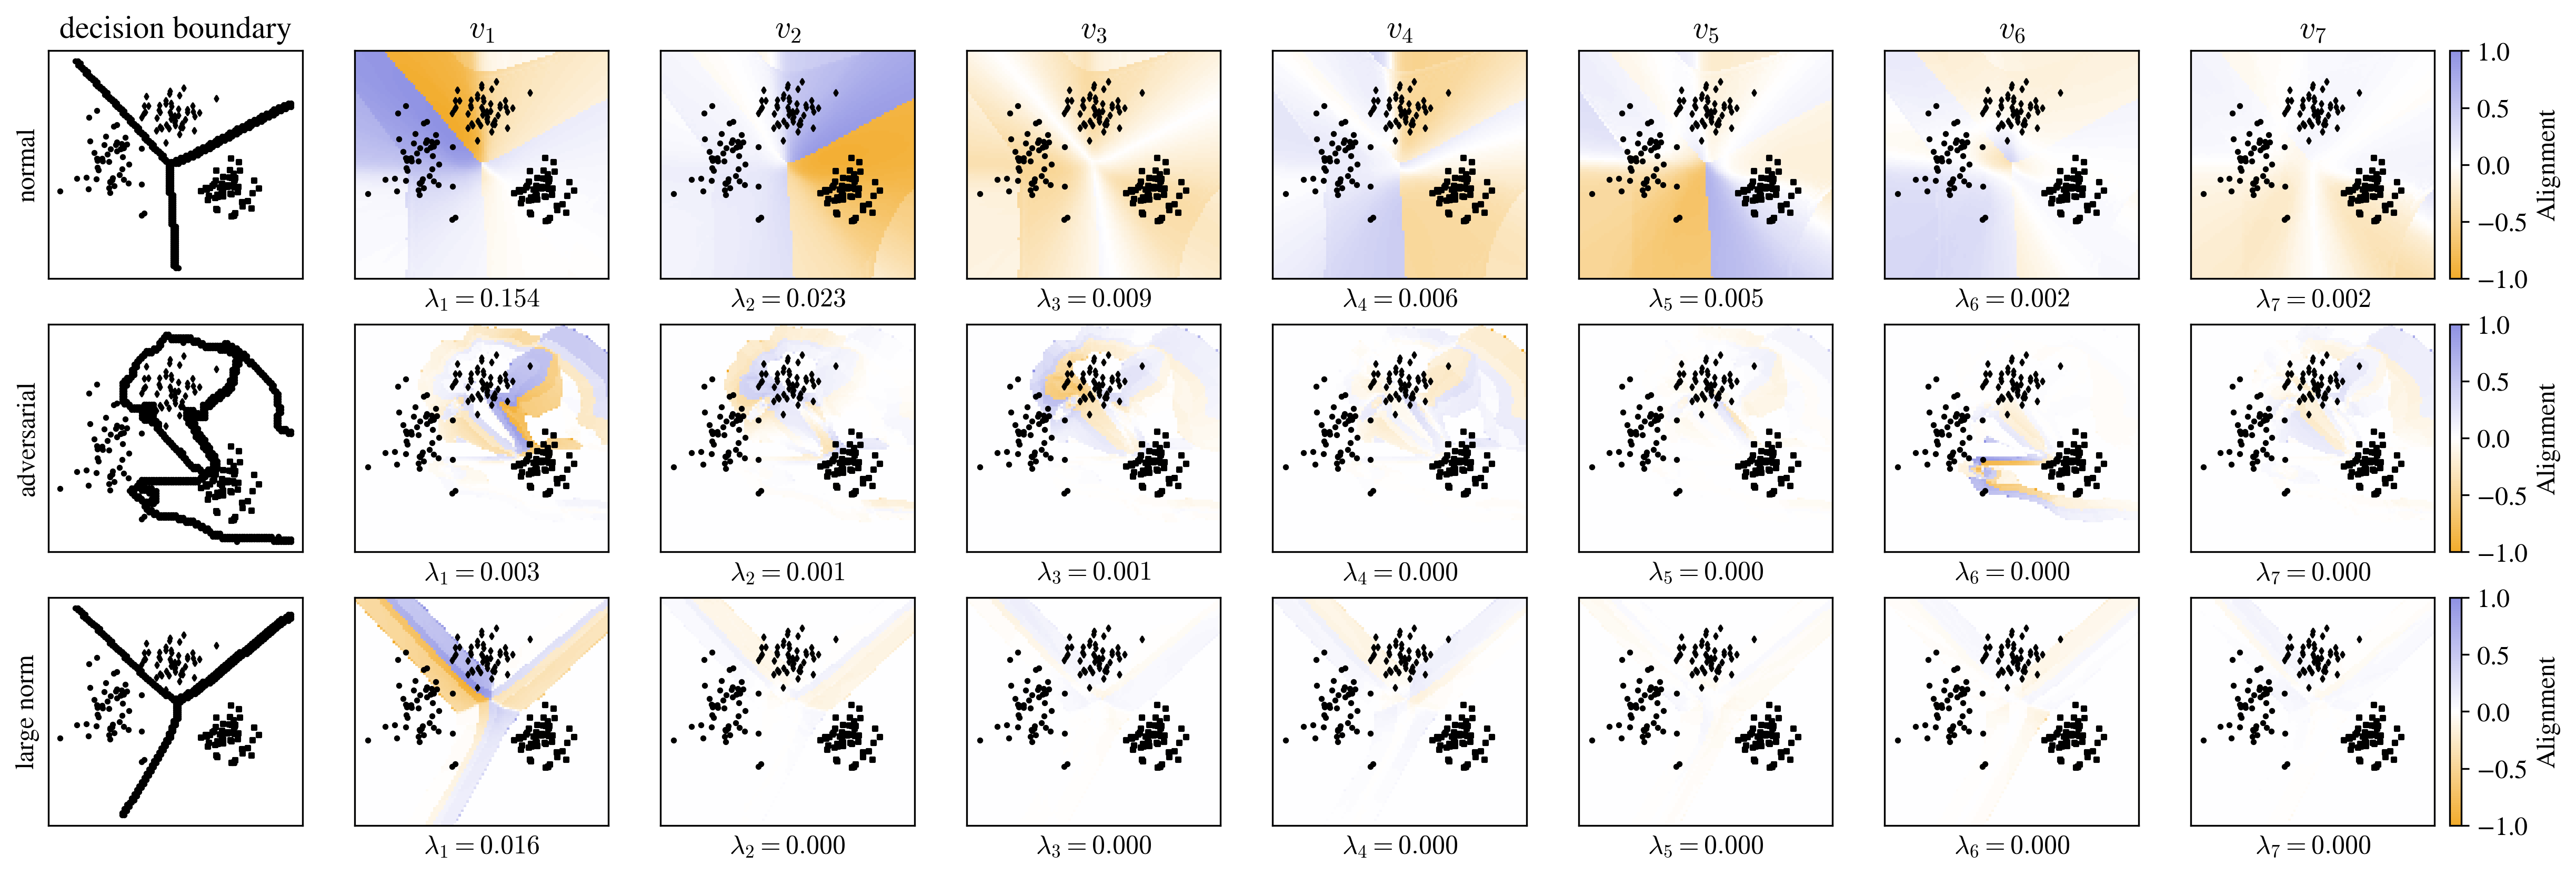 decision boundary v₁ v₂ v₃ v₄ v₅ v₆ v₇
normal
1.0
0.5
0.0
−0.5
−1.0
Alignment
λ₁ = 0.154 λ₂ = 0.023 λ₃ = 0.009 λ₄ = 0.006 λ₅ = 0.005 λ₆ = 0.002 λ₇ = 0.002
adversarial
1.0
0.5
0.0
−0.5
−1.0
Alignment
λ₁ = 0.003 λ₂ = 0.001 λ₃ = 0.001 λ₄ = 0.000 λ₅ = 0.000 λ₆ = 0.000 λ₇ = 0.000
large norm
1.0
0.5
0.0
−0.5
−1.0
Alignment
λ₁ = 0.016 λ₂ = 0.000 λ₃ = 0.000 λ₄ = 0.000 λ₅ = 0.000 λ₆ = 0.000 λ₇ = 0.000